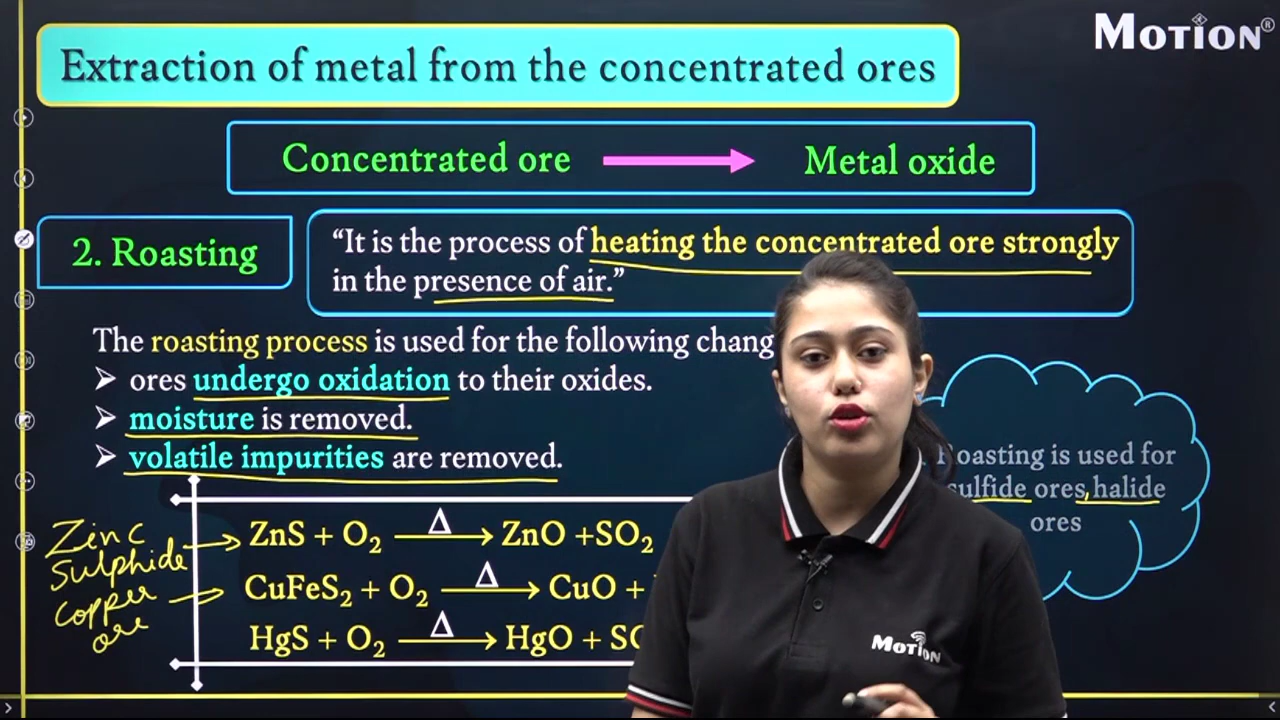 Extraction of metal from the concentrated ores
MOTION®
Concentrated ore
Metal oxide
2. Roasting
“It is the process of heating the concentrated ore strongly
in the presence of air.”
The roasting process is used for the following
➤ ores undergo oxidation to their oxides.
➤ moisture is removed.
➤ volatile impurities are removed.
Roasting is used for
sulfide ores, halide
ores
Zinc
Sulphide
copper
ore
ZnS + O₂ —Δ→ ZnO +SO₂
CuFeS₂ + O₂ —Δ→ CuO +
HgS + O₂ —Δ→ HgO +
MOTION